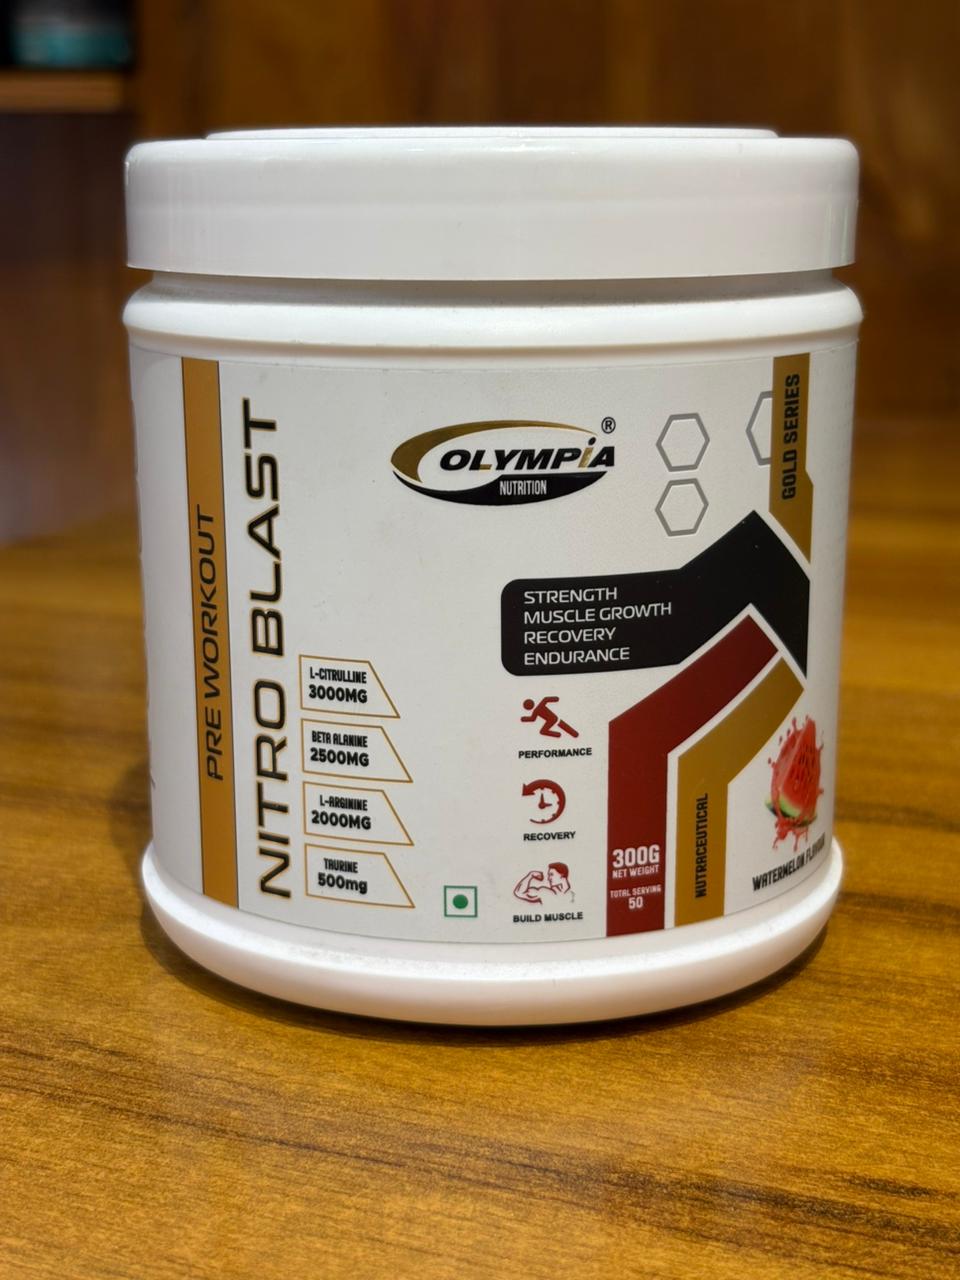 PRE WORKOUT
NITRO BLAST
OLYMPiA®
NUTRITION
GOLD SERIES
STRENGTH
MUSCLE GROWTH
RECOVERY
ENDURANCE
L-CITRULLINE
3000MG
BETA ALANINE
2500MG
L-ARGININE
2000MG
TAURINE
500mg
PERFORMANCE
RECOVERY
BUILD MUSCLE
300G
NET WEIGHT
TOTAL SERVING
50
NUTRACEUTICAL
WATERMELON FLAVOUR